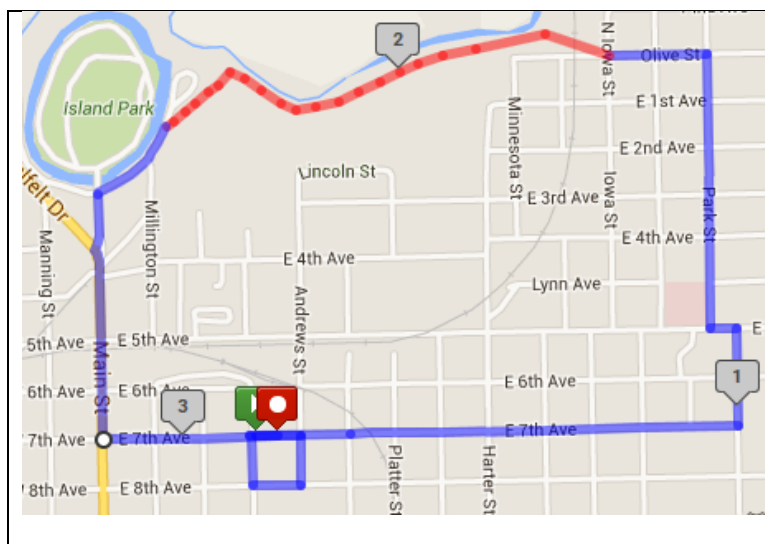 2
N Iowa St
Olive St
Island Park
E 1st Ave
Minnesota St
E 2nd Ave
Lincoln St
Iowa St
Park St
E 3rd Ave
lfelt Dr
Millington St
Manning St
E 4th Ave
E 4th Ave
Lynn Ave
Andrews St
5th Ave
E 5th Ave
E
Main St
6th Ave
E 6th Ave
E 6th Ave
1
3
7th Ave
E 7th Ave
E 7th Ave
Platter St
Harter St
8th Ave
E 8th Ave